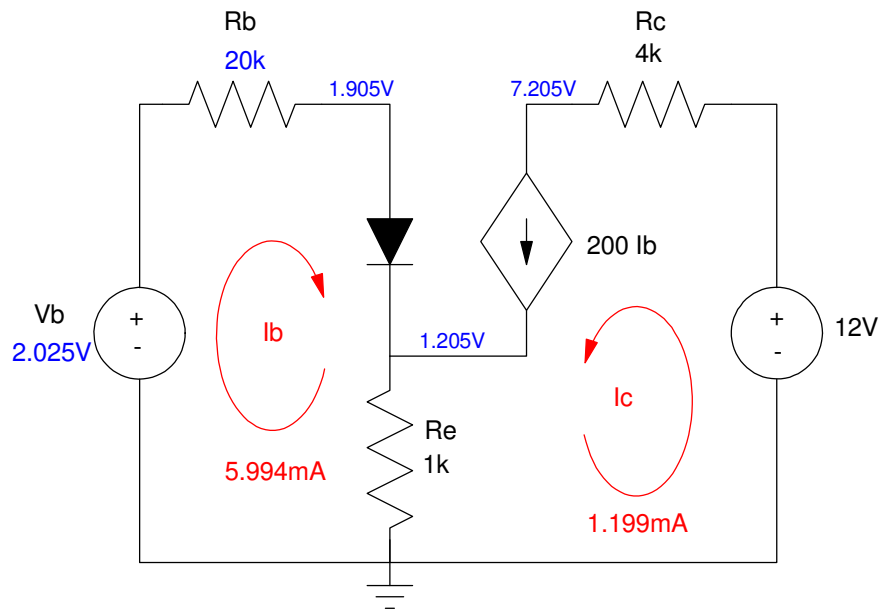 Rb
20k
Rc
4k
1.905V
7.205V
200 Ib
Vb
2.025V
+
-
Ib
1.205V
+
-
12V
Re
1k
Ic
5.994mA
1.199mA